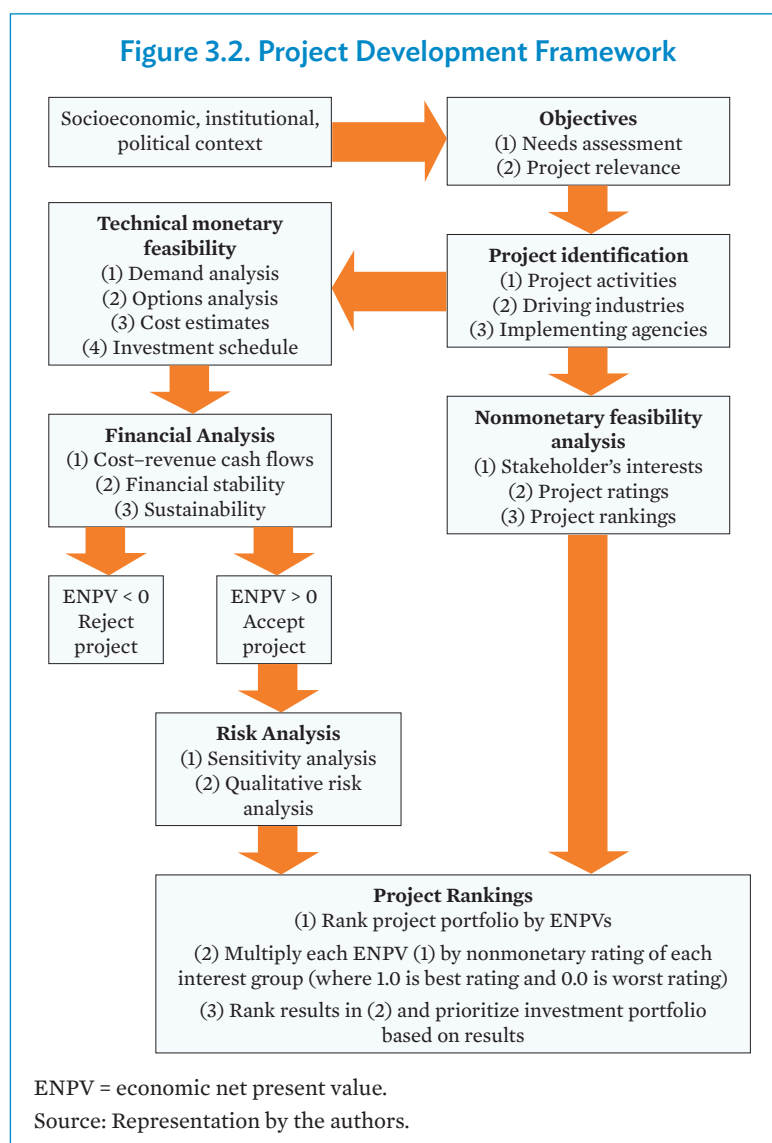 Figure 3.2. Project Development Framework
Socioeconomic, institutional,
political context
Objectives
(1) Needs assessment
(2) Project relevance
Technical monetary
feasibility
(1) Demand analysis
(2) Options analysis
(3) Cost estimates
(4) Investment schedule
Project identification
(1) Project activities
(2) Driving industries
(3) Implementing agencies
Financial Analysis
(1) Cost–revenue cash flows
(2) Financial stability
(3) Sustainability
Nonmonetary feasibility
analysis
(1) Stakeholder’s interests
(2) Project ratings
(3) Project rankings
ENPV < 0
Reject
project
ENPV > 0
Accept
project
Risk Analysis
(1) Sensitivity analysis
(2) Qualitative risk
analysis
Project Rankings
(1) Rank project portfolio by ENPVs
(2) Multiply each ENPV (1) by nonmonetary rating of each
interest group (where 1.0 is best rating and 0.0 is worst rating)
(3) Rank results in (2) and prioritize investment portfolio
based on results
ENPV = economic net present value.
Source: Representation by the authors.